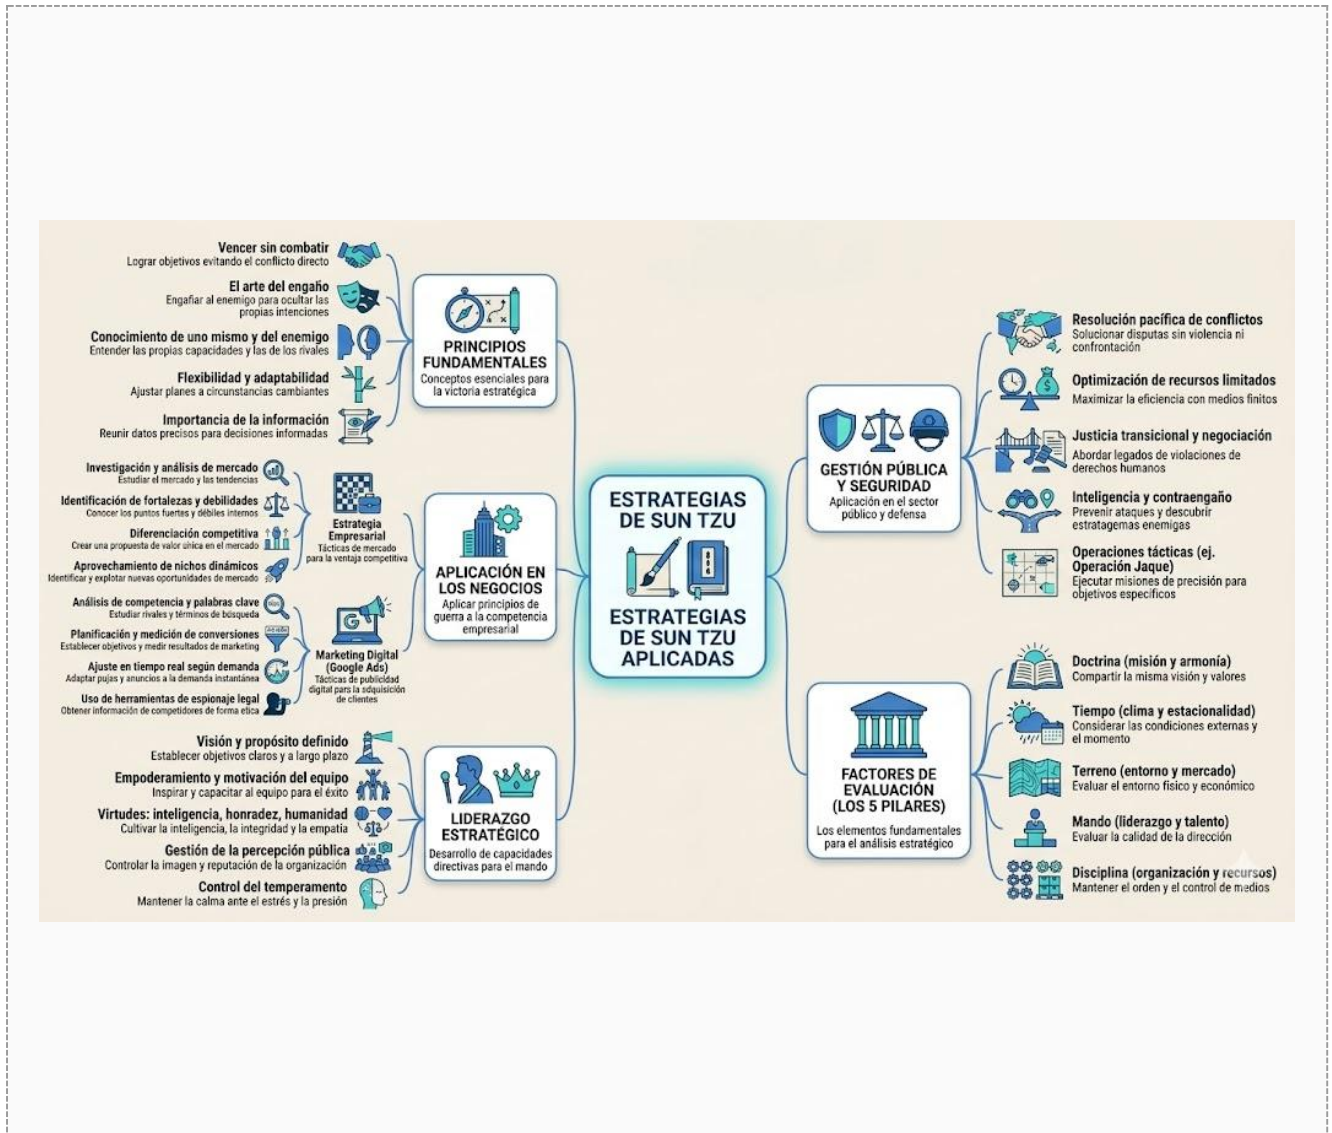 Vencer sin combatir
Lograr objetivos evitando el conflicto directo
El arte del engaño
Engañar al enemigo para ocultar las
propias intenciones
Conocimiento de uno mismo y del enemigo
Entender las propias capacidades y las de los rivales
Flexibilidad y adaptabilidad
Ajustar planes a circunstancias cambiantes
Importancia de la información
Reunir datos precisos para decisiones informadas
PRINCIPIOS
FUNDAMENTALES
Conceptos esenciales para
la victoria estratégica
Investigación y análisis de mercado
Estudiar el mercado y las tendencias
Identificación de fortalezas y debilidades
Conocer los puntos fuertes y débiles internos
Diferenciación competitiva
Crear una propuesta de valor única en el mercado
Aprovechamiento de nichos dinámicos
Identificar y explotar nuevas oportunidades de mercado
Estrategia
Empresarial
Tácticas de mercado
para la ventaja competitiva
Análisis de competencia y palabras clave
Estudiar rivales y términos de búsqueda
Planificación y medición de conversiones
Establecer objetivos y medir resultados de marketing
Ajuste en tiempo real según demanda
Adaptar pujas y anuncios a la demanda instantánea
Uso de herramientas de espionaje legal
Obtener información de competidores de forma etica
G
Marketing Digital
(Google Ads)
Tácticas de publicidad
digital pars la sdquisición
de clientes
APLICACIÓN EN
LOS NEGOCIOS
Aplicar principios de
guerra a la competencia
empresarial
Visión y propósito definido
Establecer objetivos claros y a largo plazo
Empoderamiento y motivación del equipo
Inspirar y capacitar al equipo para el éxito
Virtudes: inteligencia, honradez, humanidad
Cultivar la inteligencia, la integridad y la empatía
Gestión de la percepción pública
Controlar la imagen y reputación de la organización
Control del temperamento
Mantener la calma ante el estrés y la presión
LIDERAZGO
ESTRATÉGICO
Desarrollo de capacidades
directivas para el mando
ESTRATEGIAS
DE SUN TZU
ESTRATEGIAS
DE SUN TZU
APLICADAS
GESTIÓN PÚBLICA
Y SEGURIDAD
Aplicación en el sector
público y defensa
Resolución pacífica de conflictos
Solucionar disputas sin violencia ni
confrontación
Optimización de recursos limitados
Maximizar la eficiencia con medios finitos
Justicia transicional y negociación
Abordar legados de violaciones de
derechos humanos
Inteligencia y contraengaño
Prevenir ataques y descubrir
estratagemas enemigas
Operaciones tácticas (ej.
Operación Jaque)
Ejecutar misiones de precisión para
objetivos específicos
FACTORES DE
EVALUACIÓN
(LOS 5 PILARES)
Los elementos fundamentales
para el análisis estratégico
Doctrina (misión y armonía)
Compartir la misma visión y valores
Tiempo (clima y estacionalidad)
Considerar las condiciones externas y
el momento
Terreno (entorno y mercado)
Evaluar el entorno físico y económico
Mando (liderazgo y talento)
Evaluar la calidad de la dirección
Disciplina (organización y recursos)
Mantener el orden y el control de medios